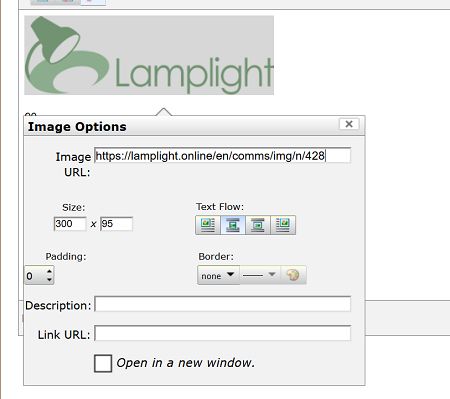 Lamplight
Image Options
Image URL:
https://lamplight.online/en/comms/img/n/428
Size:
Text Flow:
300 x 95
Padding:
Border:
0
none
Description:
Link URL:
Open in a new window.